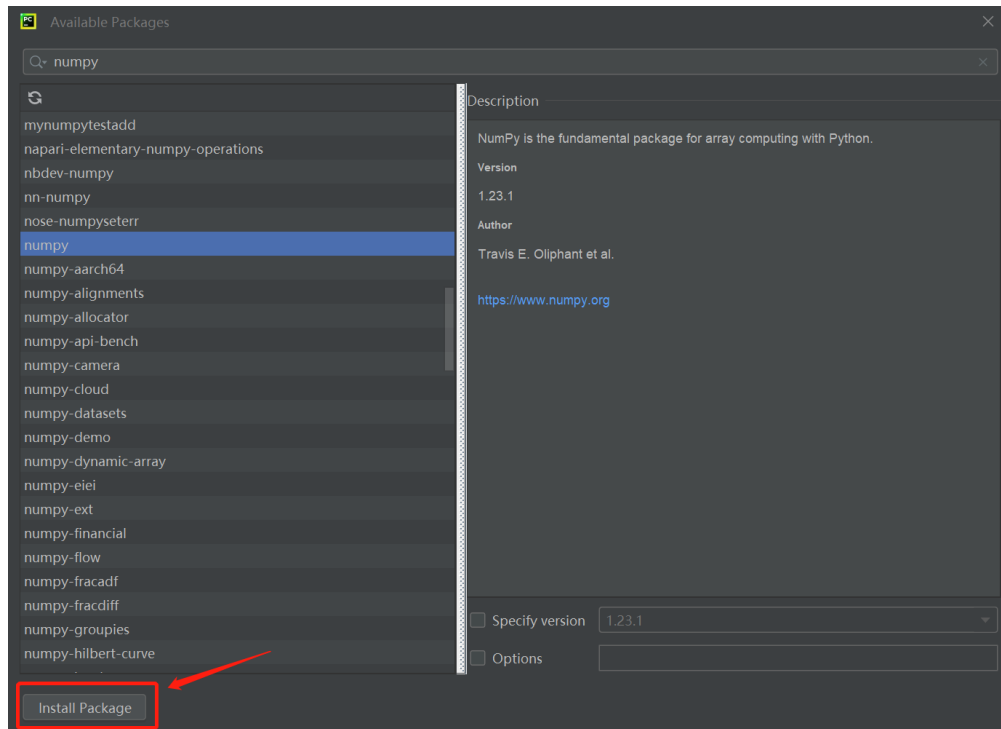 PC
Available Packages
numpy
mynumpytestadd
napari-elementary-numpy-operations
nbdev-numpy
nn-numpy
nose-numpyseterr
numpy
numpy-aarch64
numpy-alignments
numpy-allocator
numpy-api-bench
numpy-camera
numpy-cloud
numpy-datasets
numpy-demo
numpy-dynamic-array
numpy-eiei
numpy-ext
numpy-financial
numpy-flow
numpy-fracadf
numpy-fracdiff
numpy-groupies
numpy-hilbert-curve
Description
NumPy is the fundamental package for array computing with Python.
Version
1.23.1
Author
Travis E. Oliphant et al.
https://www.numpy.org
Specify version
1.23.1
Options
Install Package